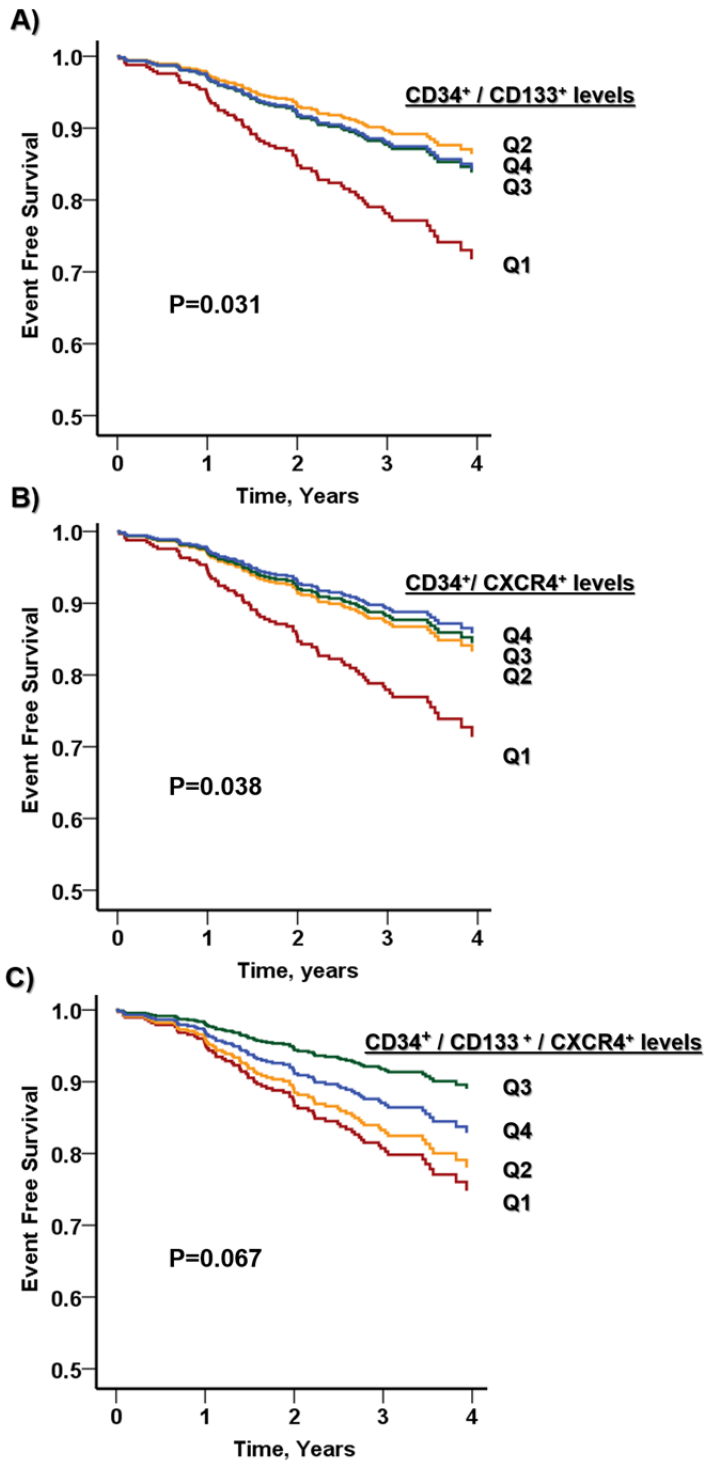 A)
CD34⁺ / CD133⁺ levels
1.0
0.9
0.8
0.7
0.6
0.5
Event Free Survival
Q2
Q4
Q3
Q1
P=0.031
0 1 2 3 4
Time, Years
B)
CD34⁺/ CXCR4⁺ levels
1.0
0.9
0.8
0.7
0.6
0.5
Event Free Survival
Q4
Q3
Q2
Q1
P=0.038
0 1 2 3 4
Time, years
C)
CD34⁺ / CD133 ⁺ / CXCR4⁺ levels
1.0
0.9
0.8
0.7
0.6
0.5
Event Free Survival
Q3
Q4
Q2
Q1
P=0.067
0 1 2 3 4
Time, Years